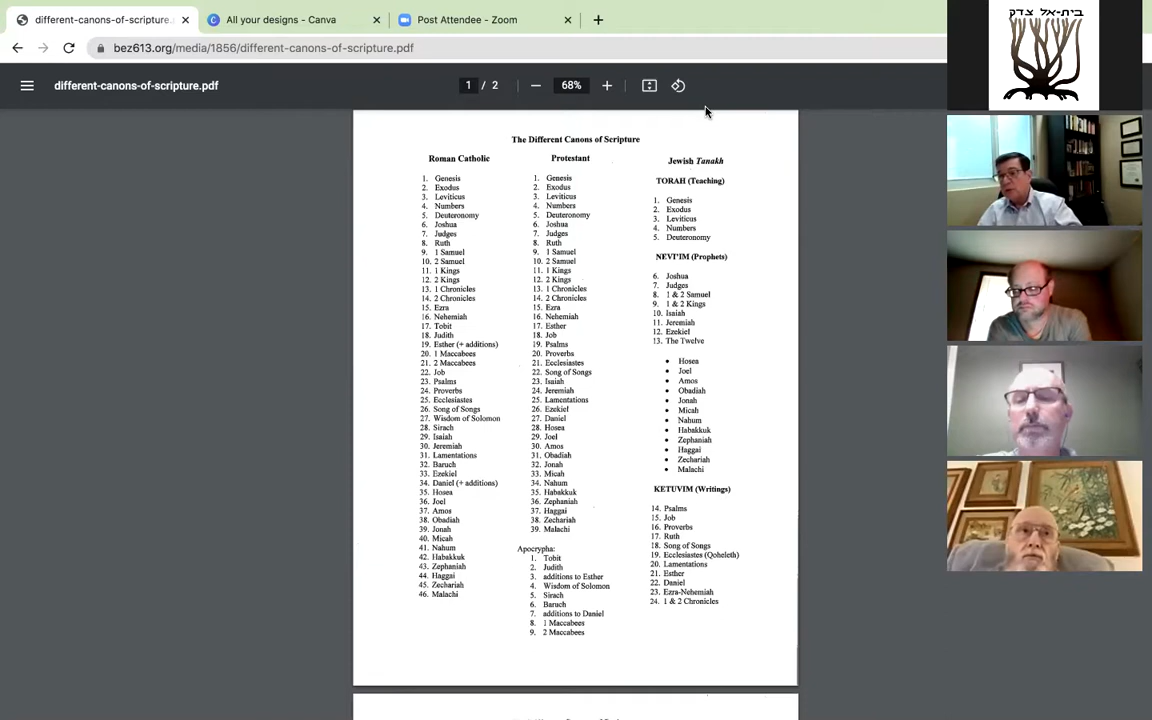 different-canons-of-scripture.
All your designs - Canva
Post Attendee - Zoom
bez613.org/media/1856/different-canons-of-scripture.pdf
different-canons-of-scripture.pdf
1 / 2
68%
בית-אל צדק
The Different Canons of Scripture
Roman Catholic
1. Genesis
2. Exodus
3. Leviticus
4. Numbers
5. Deuteronomy
6. Joshua
7. Judges
8. Ruth
9. 1 Samuel
10. 2 Samuel
11. 1 Kings
12. 2 Kings
13. 1 Chronicles
14. 2 Chronicles
15. Ezra
16. Nehemiah
17. Tobit
18. Judith
19. Esther (+ additions)
20. 1 Maccabees
21. 2 Maccabees
22. Job
23. Psalms
24. Proverbs
25. Ecclesiastes
26. Song of Songs
27. Wisdom of Solomon
28. Sirach
29. Isaiah
30. Jeremiah
31. Lamentations
32. Baruch
33. Ezekiel
34. Daniel (+ additions)
35. Hosea
36. Joel
37. Amos
38. Obadiah
39. Jonah
40. Micah
41. Nahum
42. Habakkuk
43. Zephaniah
44. Haggai
45. Zechariah
46. Malachi
Protestant
1. Genesis
2. Exodus
3. Leviticus
4. Numbers
5. Deuteronomy
6. Joshua
7. Judges
8. Ruth
9. 1 Samuel
10. 2 Samuel
11. 1 Kings
12. 2 Kings
13. 1 Chronicles
14. 2 Chronicles
15. Ezra
16. Nehemiah
17. Esther
18. Job
19. Psalms
20. Proverbs
21. Ecclesiastes
22. Song of Songs
23. Isaiah
24. Jeremiah
25. Lamentations
26. Ezekiel
27. Daniel
28. Hosea
29. Joel
30. Amos
31. Obadiah
32. Jonah
33. Micah
34. Nahum
35. Habakkuk
36. Zephaniah
37. Haggai
38. Zechariah
39. Malachi
Apocrypha:
1. Tobit
2. Judith
3. additions to Esther
4. Wisdom of Solomon
5. Sirach
6. Baruch
7. additions to Daniel
8. 1 Maccabees
9. 2 Maccabees
Jewish Tanakh
TORAH (Teaching)
1. Genesis
2. Exodus
3. Leviticus
4. Numbers
5. Deuteronomy
NEVI'IM (Prophets)
6. Joshua
7. Judges
8. 1 & 2 Samuel
9. 1 & 2 Kings
10. Isaiah
11. Jeremiah
12. Ezekiel
13. The Twelve
• Hosea
• Joel
• Amos
• Obadiah
• Jonah
• Micah
• Nahum
• Habakkuk
• Zephaniah
• Haggai
• Zechariah
• Malachi
KETUVIM (Writings)
14. Psalms
15. Job
16. Proverbs
17. Ruth
18. Song of Songs
19. Ecclesiastes (Qoheleth)
20. Lamentations
21. Esther
22. Daniel
23. Ezra-Nehemiah
24. 1 & 2 Chronicles